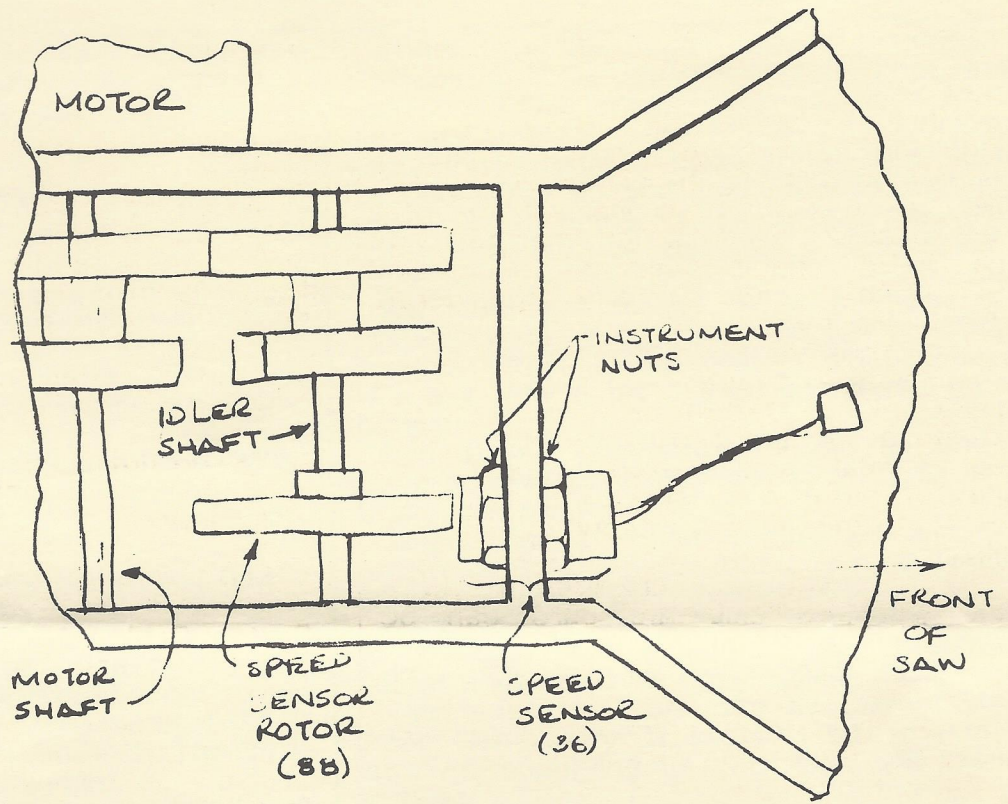 MOTOR
INSTRUMENT
NUTS
IDLER
SHAFT
FRONT
OF
SAW
MOTOR
SHAFT
SPEED
SENSOR
ROTOR
(88)
SPEED
SENSOR
(36)